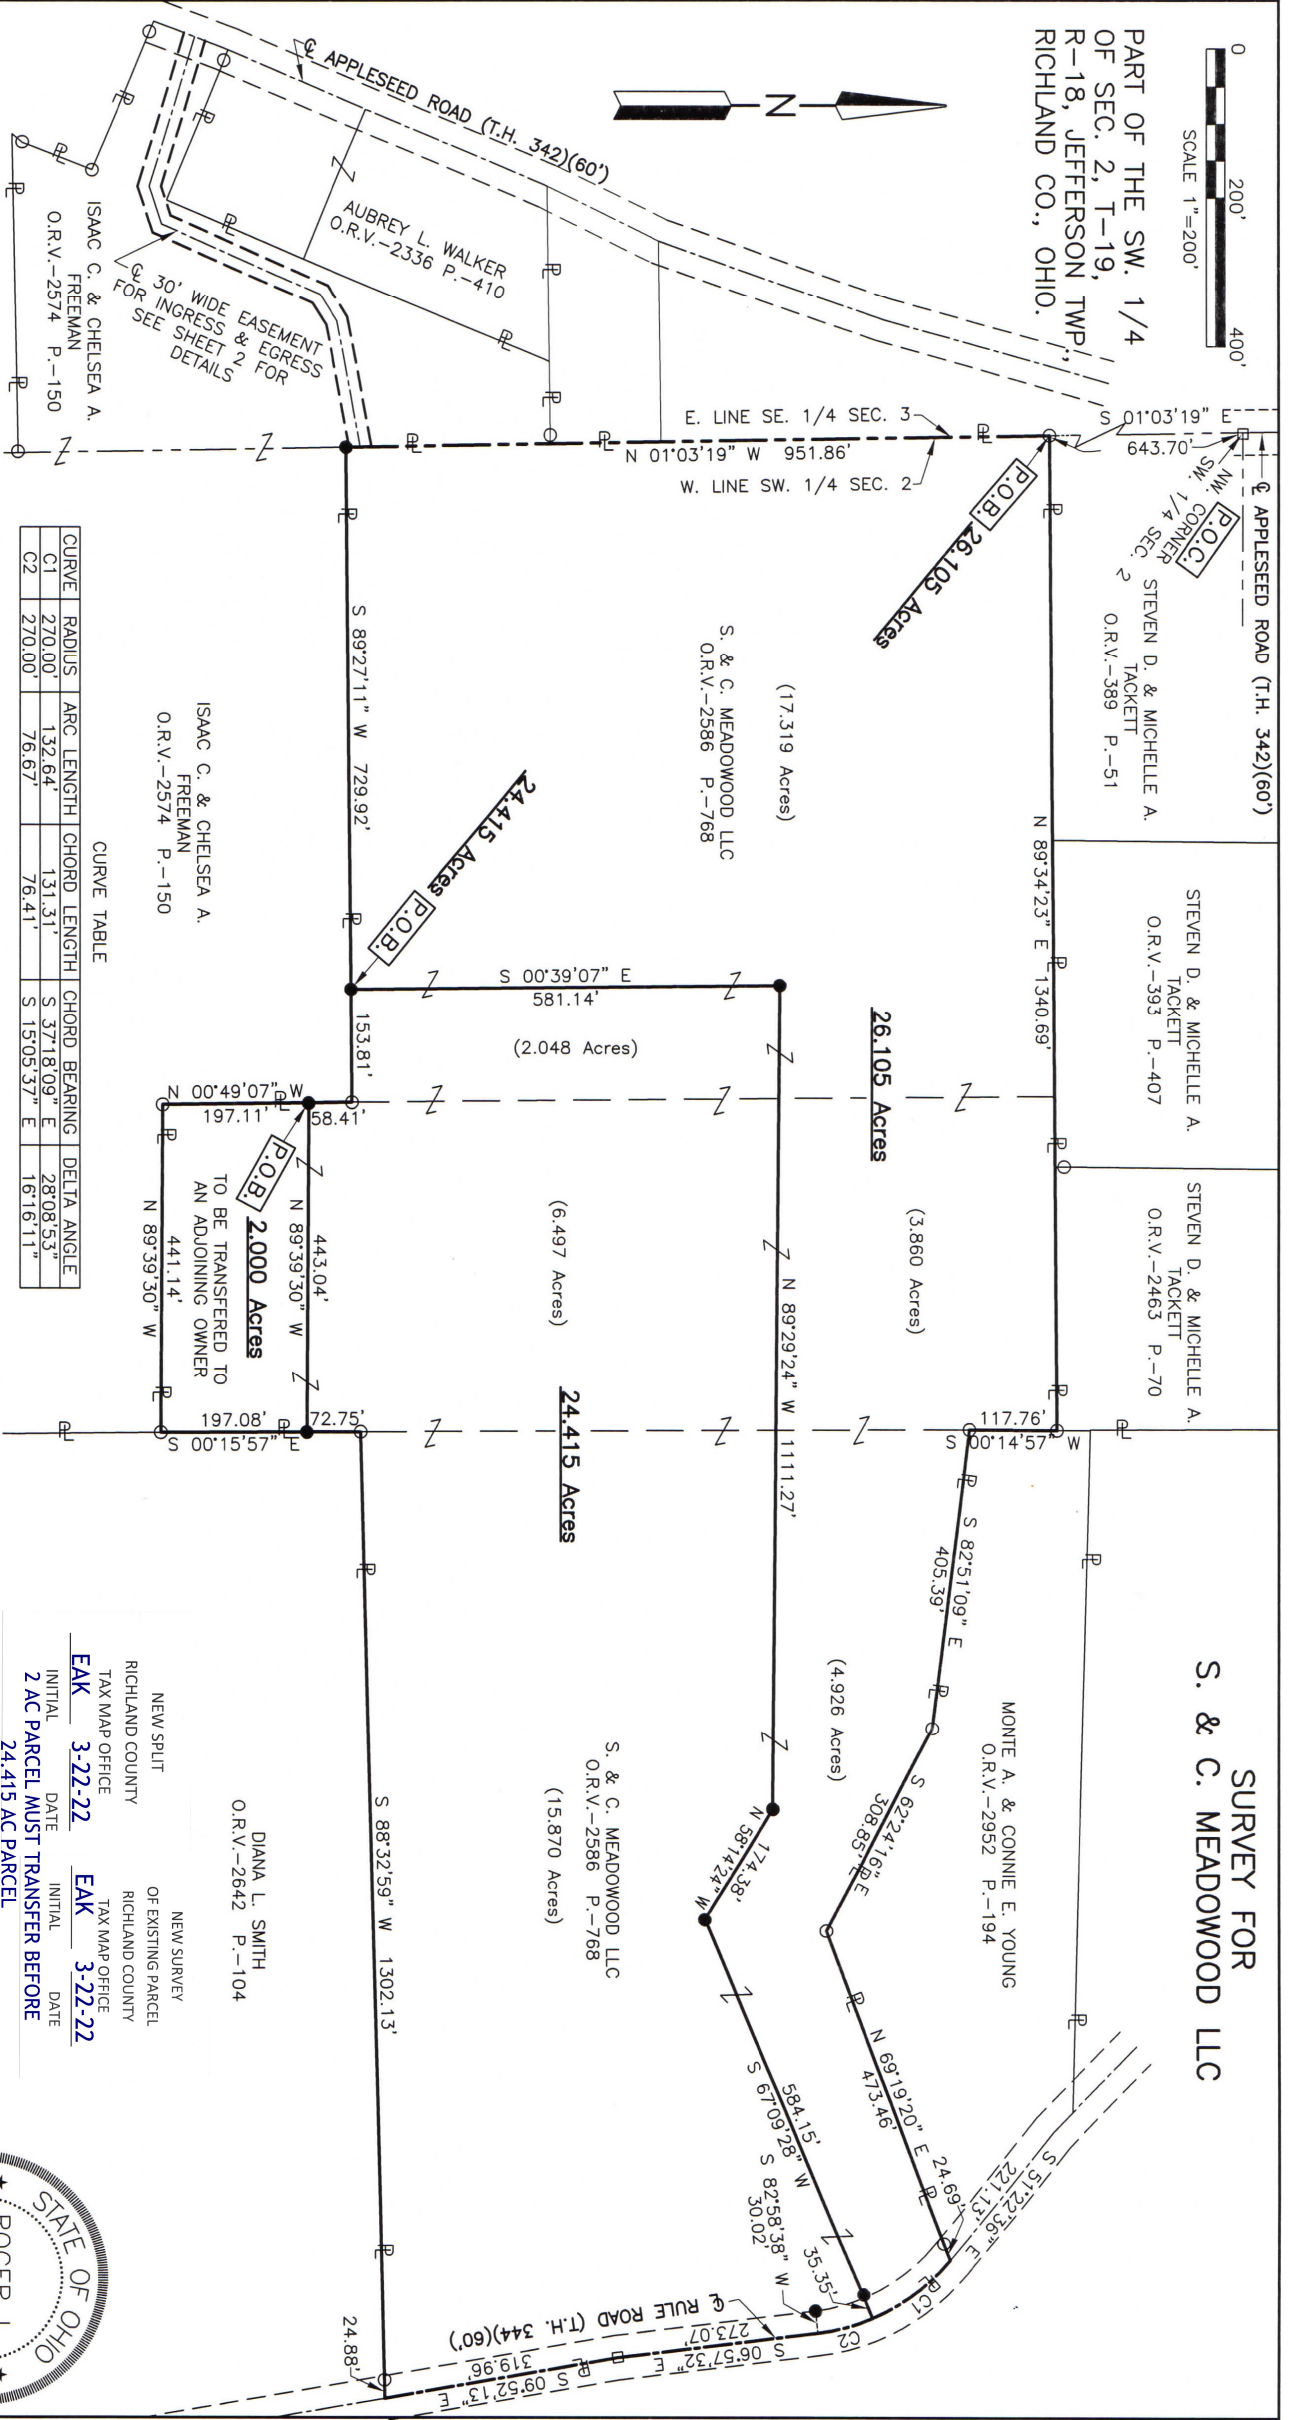 SURVEY FOR
S. & C. MEADOWOOD LLC
0 200' 400'
SCALE 1"=200'
PART OF THE SW. 1/4
OF SEC. 2, T-19,
R-18, JEFFERSON TWP.,
RICHLAND CO., OHIO.
N
℄ APPLESEED ROAD (T.H. 342)(60')
℄ APPLESEED ROAD (T.H. 342)(60')
S 01°03'19" E
643.70'
P.O.C.
NW. CORNER
SW. 1/4 SEC. 2
STEVEN D. & MICHELLE A.
TACKETT
O.R.V.-389 P.-51
STEVEN D. & MICHELLE A.
TACKETT
O.R.V.-393 P.-407
STEVEN D. & MICHELLE A.
TACKETT
O.R.V.-2463 P.-70
P.O.B.
26.105 Acres
E. LINE SE. 1/4 SEC. 3
N 01°03'19" W 951.86'
W. LINE SW. 1/4 SEC. 2
N 89°34'23" E 1340.69'
117.76'
S 00°14'57" W
S 82°51'09" E
405.39'
S 62°24'16" E
308.85'
N 69°19'20" E
473.46'
24.69'
S 51°22'36" E
221.13'
MONTE A. & CONNIE E. YOUNG
O.R.V.-2952 P.-194
AUBREY L. WALKER
O.R.V.-2336 P.-410
℄ 30' WIDE EASEMENT
FOR INGRESS & EGRESS
SEE SHEET 2 FOR
DETAILS
ISAAC C. & CHELSEA A.
FREEMAN
O.R.V.-2574 P.-150
(17.319 Acres)
S. & C. MEADOWOOD LLC
O.R.V.-2586 P.-768
26.105 Acres
(3.860 Acres)
(4.926 Acres)
S 00°39'07" E
581.14'
(2.048 Acres)
N 89°29'24" W 1111.27'
174.38'
N 58°14'24" W
584.15'
S 67°09'28" W
35.35'
S 82°58'38" W
30.02'
C1
C2
(6.497 Acres)
24.415 Acres
S. & C. MEADOWOOD LLC
O.R.V.-2586 P.-768
(15.870 Acres)
℄ RULE ROAD (T.H. 344)(60')
S 06°57'32" E
273.07'
S 09°52'13" E
319.96'
24.415 Acres
P.O.B.
S 89°27'11" W 729.92'
153.81'
58.41'
N 00°49'07" W
197.11'
P.O.B.
2.000 Acres
443.04'
N 89°39'30" W
TO BE TRANSFERED TO
AN ADJOINING OWNER
441.14'
N 89°39'30" W
72.75'
197.08'
S 00°15'57" E
S 88°32'59" W 1302.13'
24.88'
ISAAC C. & CHELSEA A.
FREEMAN
O.R.V.-2574 P.-150
DIANA L. SMITH
O.R.V.-2642 P.-104
CURVE TABLE
CURVE RADIUS ARC LENGTH CHORD LENGTH CHORD BEARING DELTA ANGLE
C1 270.00' 132.64' 131.31' S 37°18'09" E 28°08'53"
C2 270.00' 76.67' 76.41' S 15°05'37" E 16°16'11"
NEW SPLIT
RICHLAND COUNTY
TAX MAP OFFICE
EAK 3-22-22
INITIAL DATE
NEW SURVEY
OF EXISTING PARCEL
RICHLAND COUNTY
TAX MAP OFFICE
EAK 3-22-22
INITIAL DATE
2 AC PARCEL MUST TRANSFER BEFORE
24.415 AC PARCEL
STATE OF OHIO